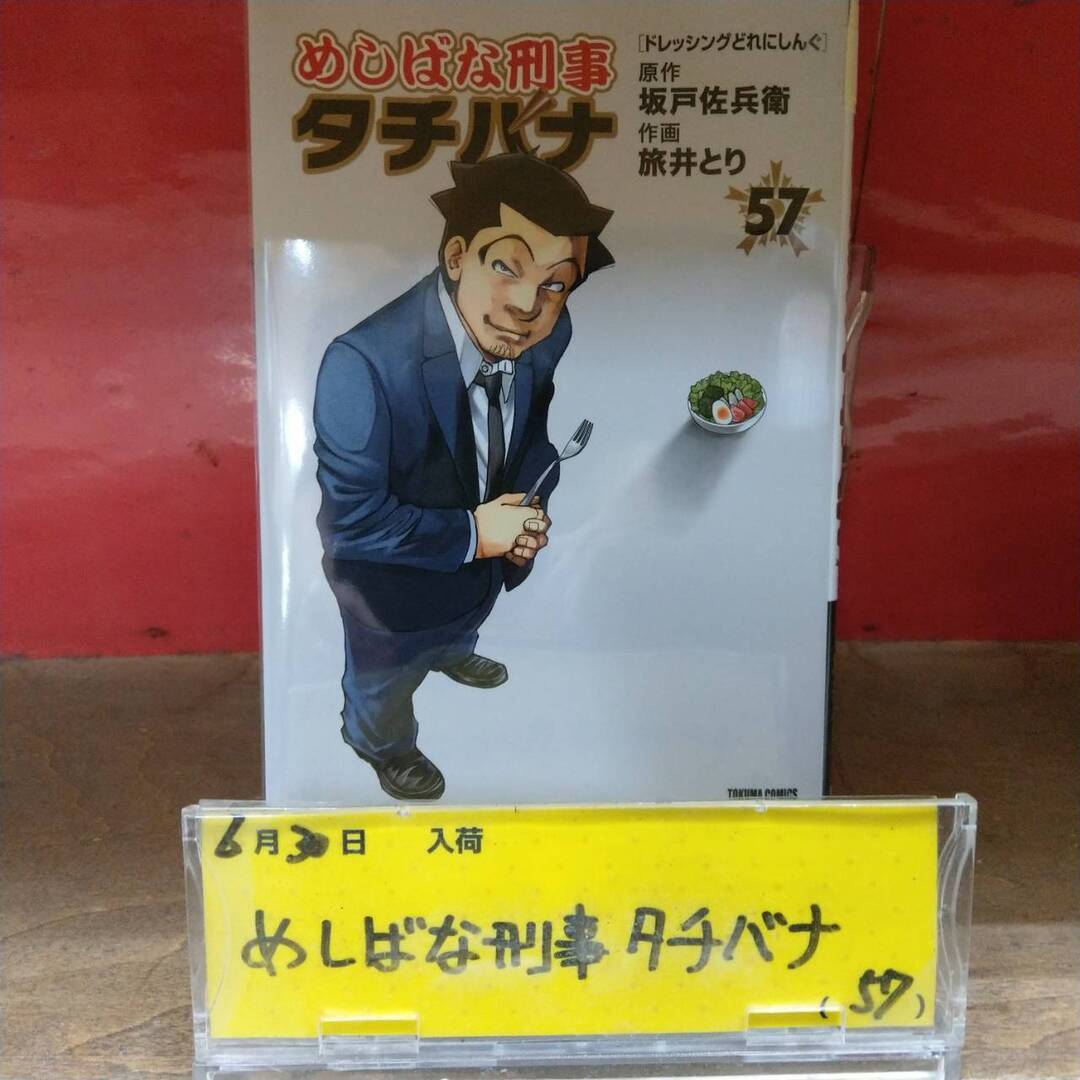 めしばな刑事
タチバナ
[ドレッシングどれにしんぐ]
原作
坂戸佐兵衛
作画
旅井とり
57
TOKUMA COMICS
6月30日 入荷
めしばな刑事タチバナ
(57)